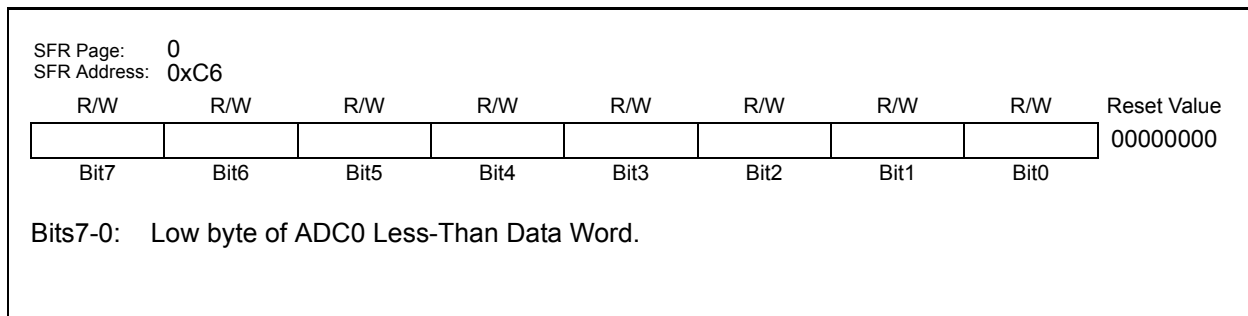 SFR Page: 0
SFR Address: 0xC6
R/W R/W R/W R/W R/W R/W R/W R/W Reset Value
00000000
Bit7 Bit6 Bit5 Bit4 Bit3 Bit2 Bit1 Bit0
Bits7-0: Low byte of ADC0 Less-Than Data Word.